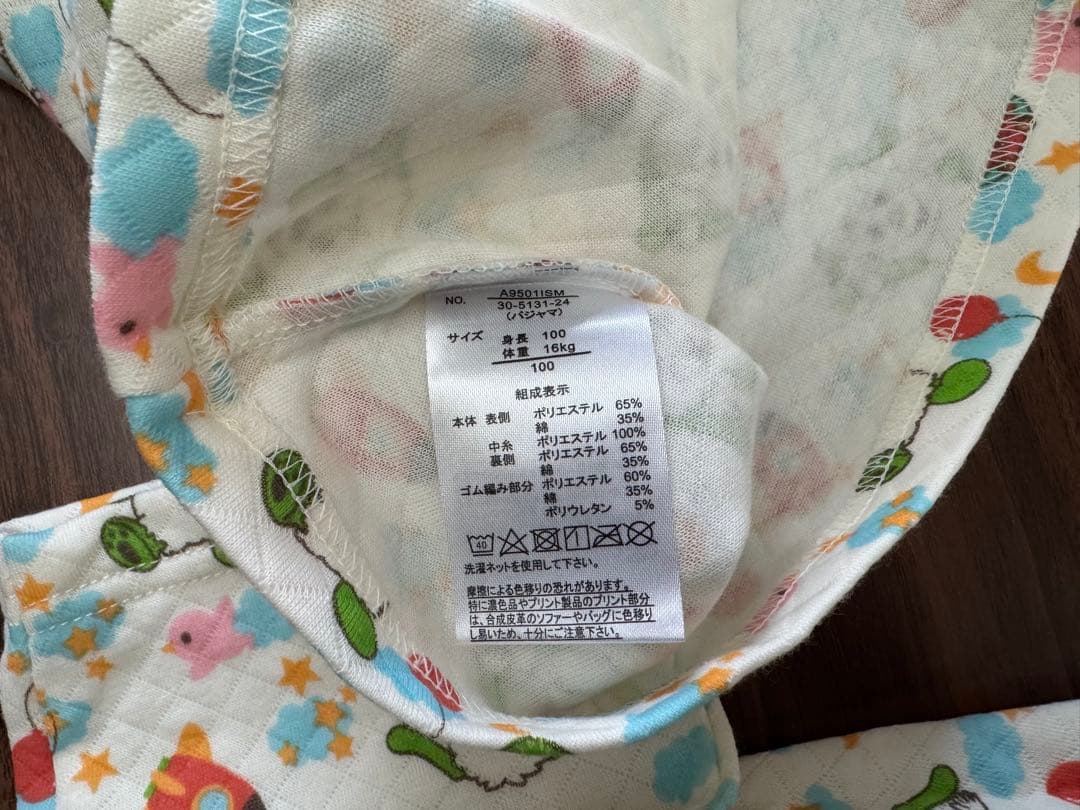 NO. A9501ISM
30-5131-24
(パジャマ)
サイズ 身長 100
体重 16kg
100
組成表示
本体 表側 ポリエステル 65%
綿 35%
中糸 ポリエステル 100%
裏側 ポリエステル 65%
綿 35%
ゴム編み部分 ポリエステル 60%
綿 35%
ポリウレタン 5%
40
洗濯ネットを使用して下さい。
摩擦による色移りの恐れがあります。
特に濃色品やプリント製品のプリント部分
は、合成皮革のソファーやバッグに色移り
し易いため、十分にご注意下さい。